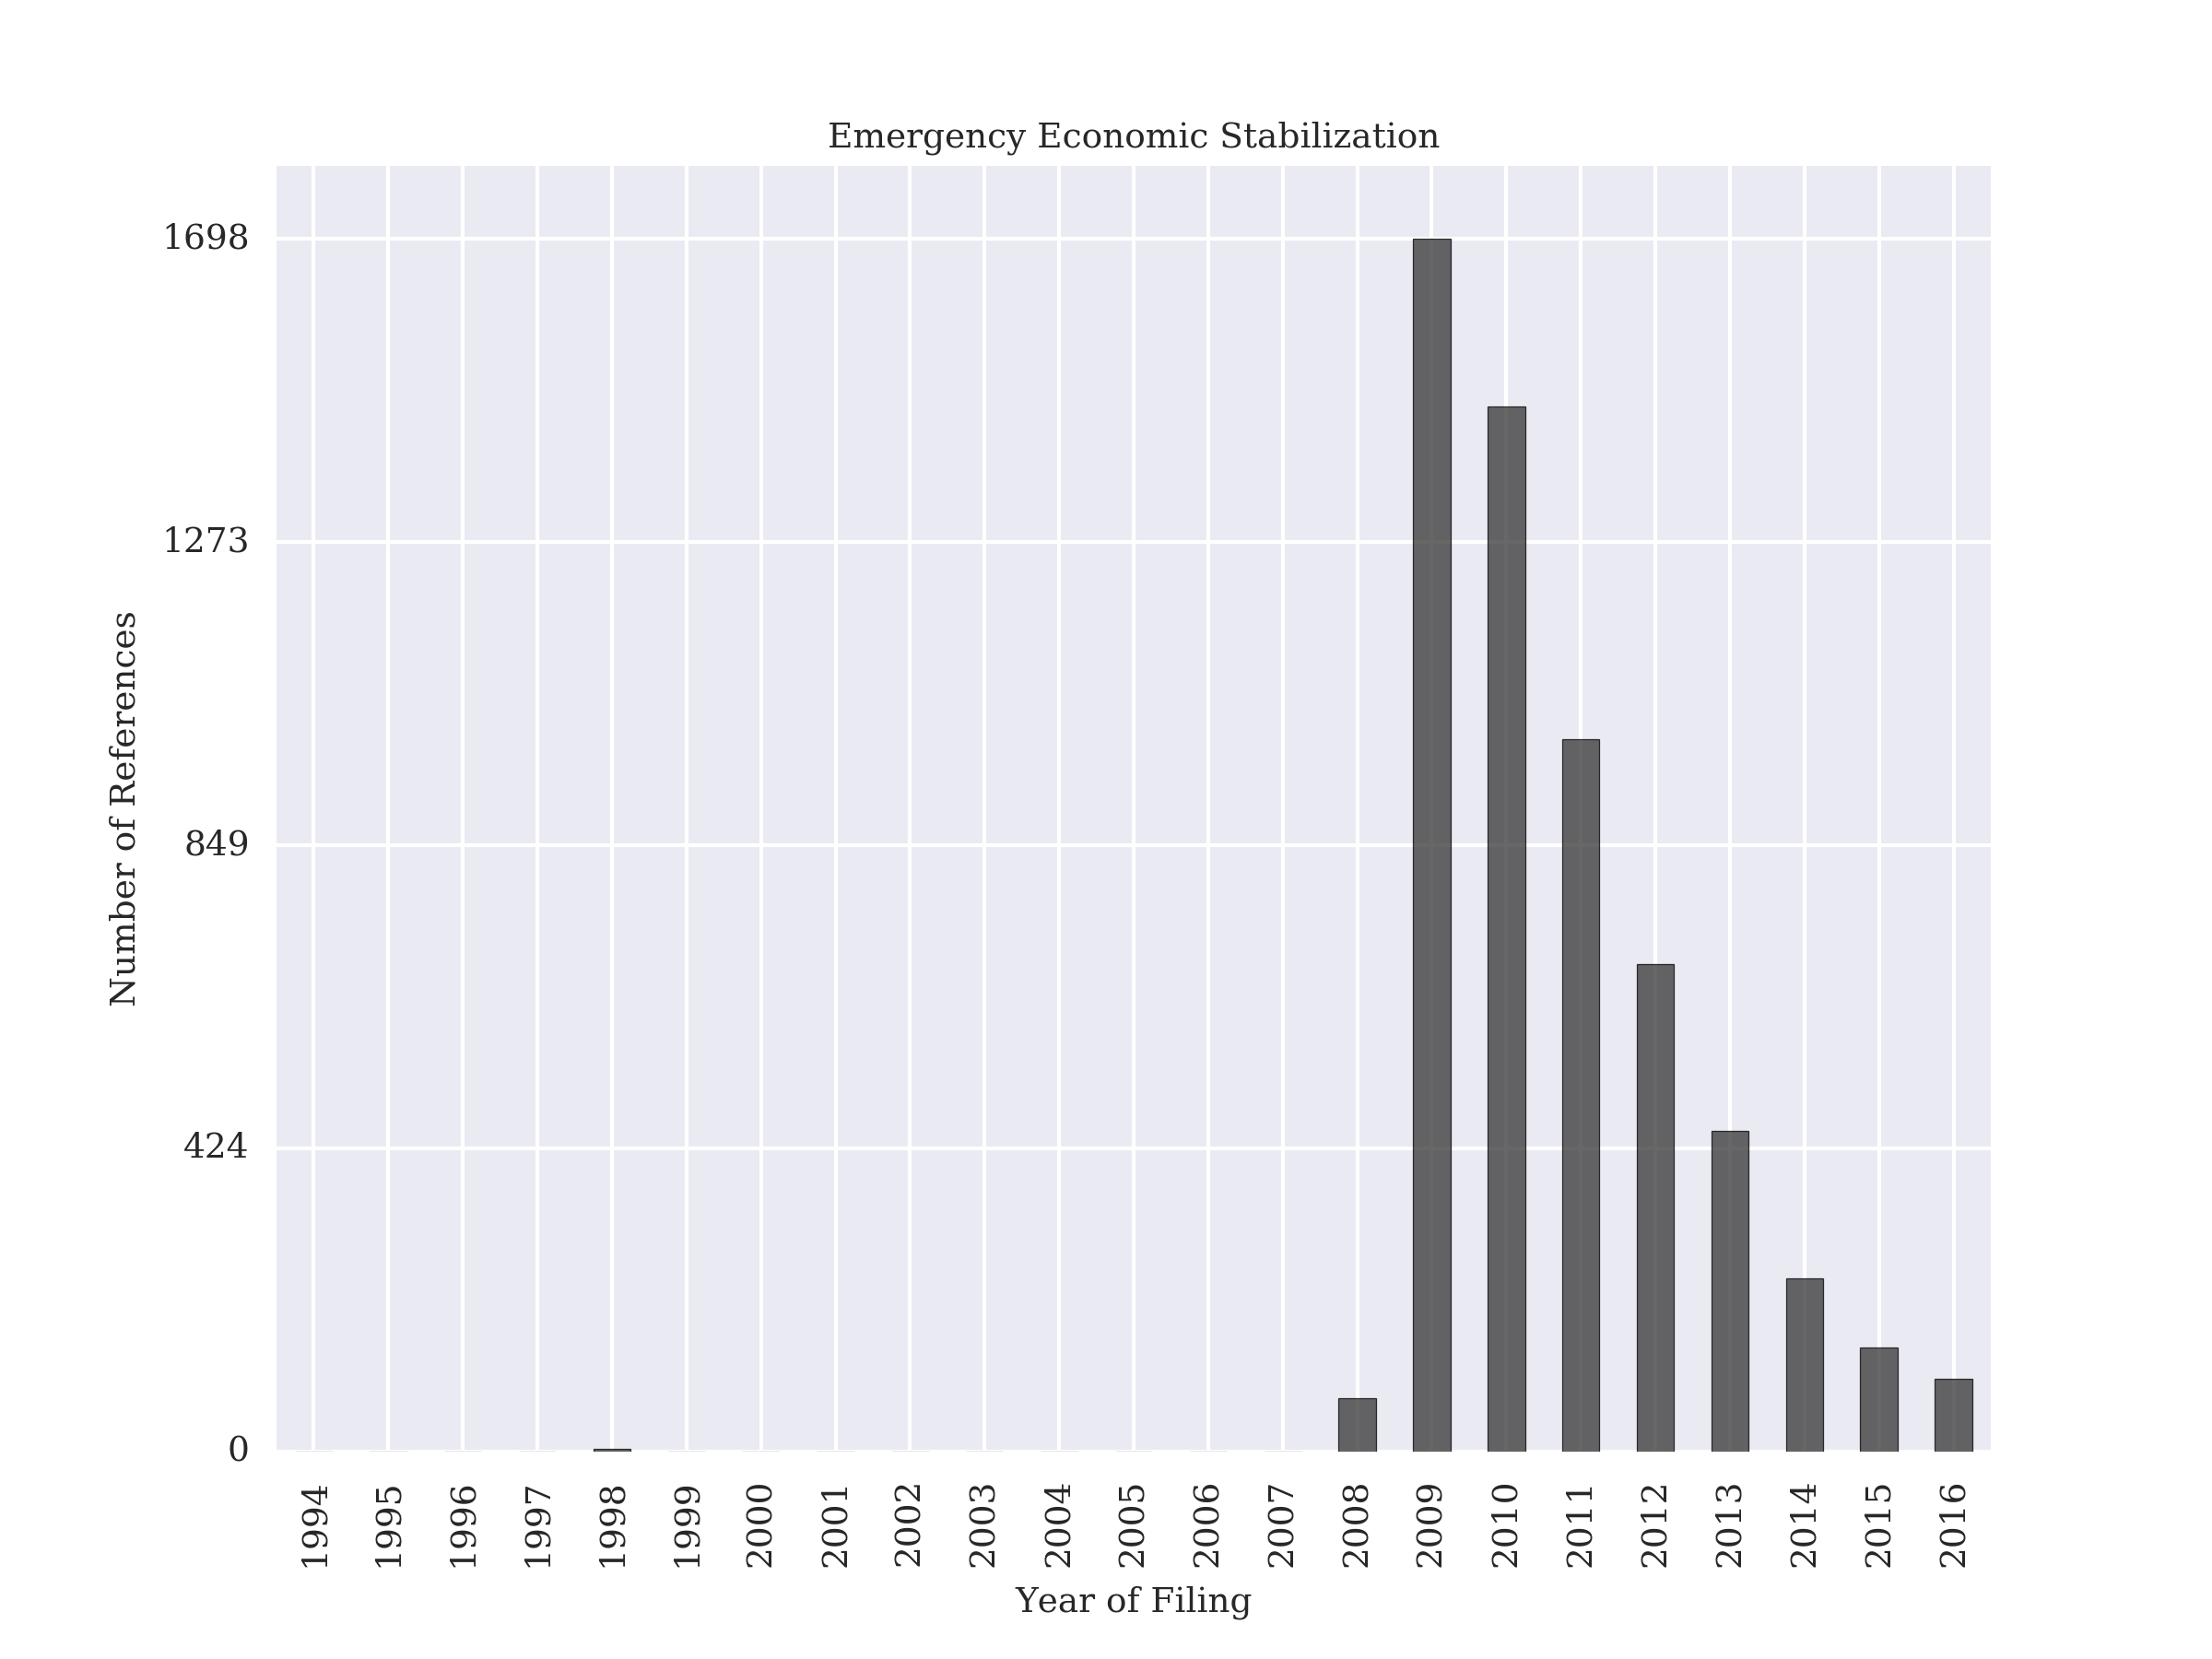 Emergency Economic Stabilization
1698
1273
849
424
0
Number of References
1994 1995 1996 1997 1998 1999 2000 2001 2002 2003 2004 2005 2006 2007 2008 2009 2010 2011 2012 2013 2014 2015 2016
Year of Filing